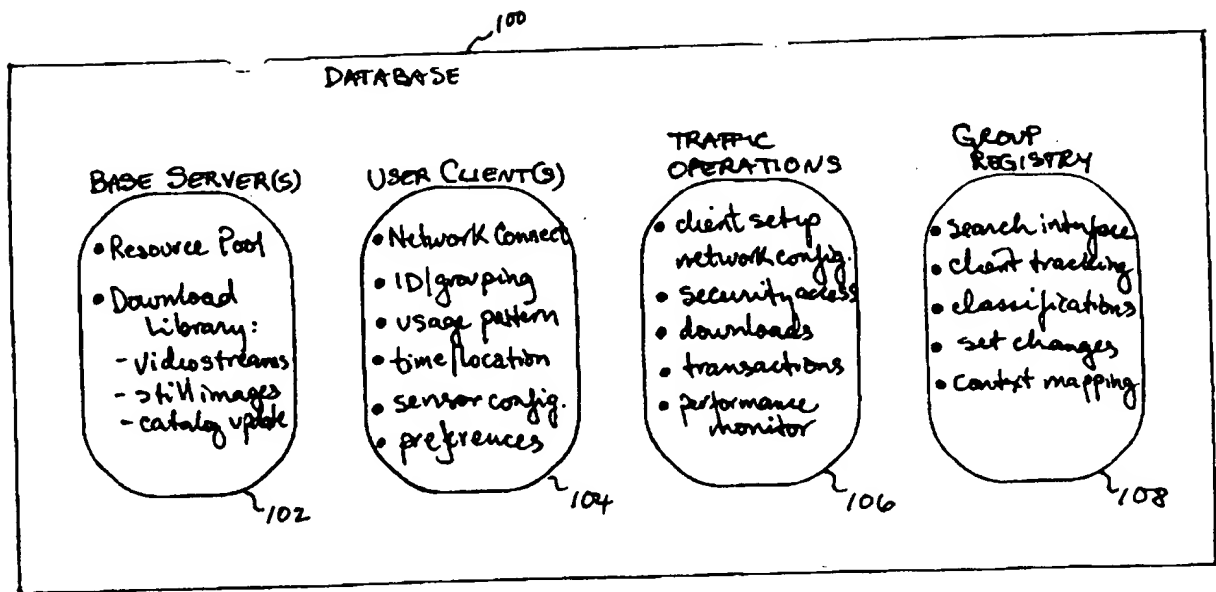 100
DATABASE
BASE SERVER(S)
• Resource Pool
• Download
Library:
- videostreams
- still images
- catalog update
102
USER CLIENT(S)
• Network Connect
• ID/grouping
• usage pattern
• time/location
• sensor config.
• preferences
104
TRAFFIC
OPERATIONS
• client setup
network config.
• security access
• downloads
• transactions
• performance
monitor
106
GROUP
REGISTRY
• search interface
• client tracking
• classifications
• set changes
• context mapping
108